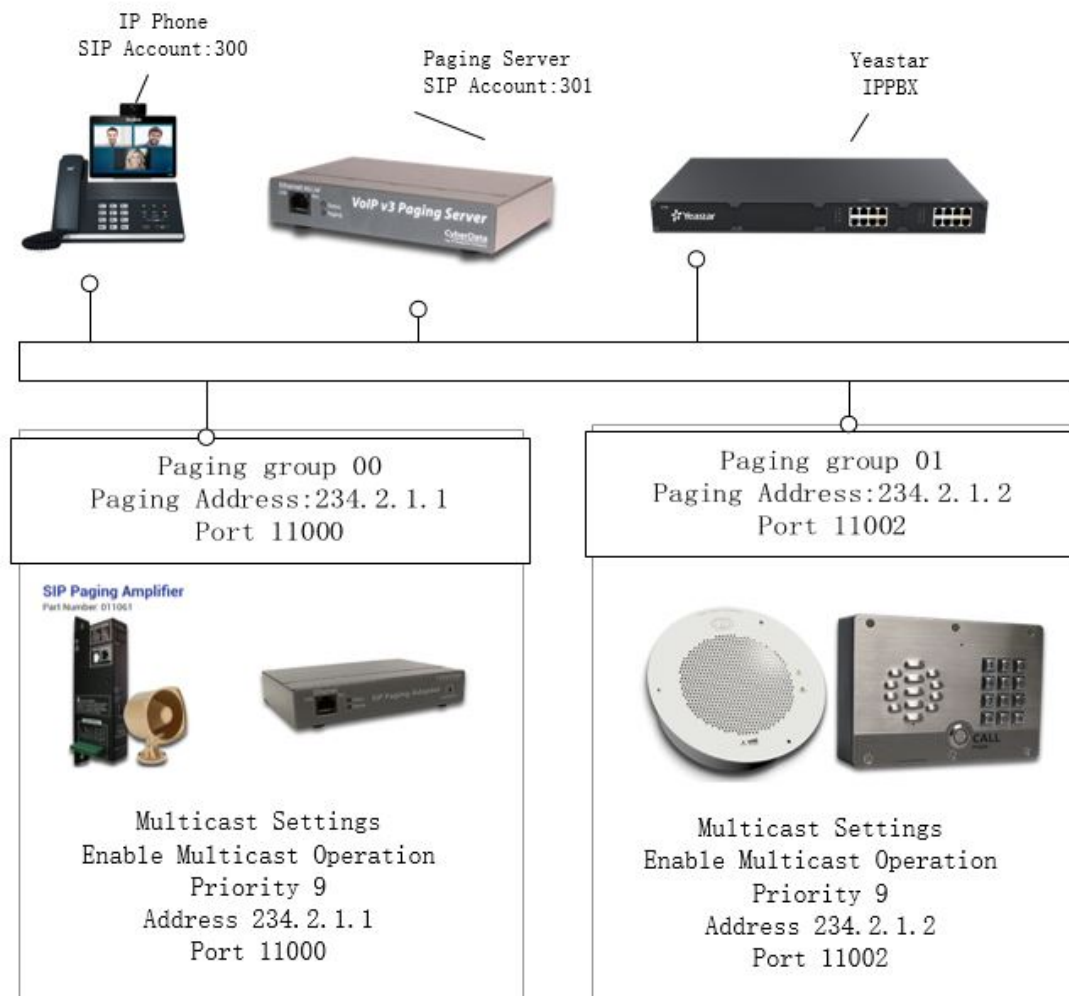 IP Phone
SIP Account:300
Paging Server
SIP Account:301
Yeastar
IPPBX
VoIP v3 Paging Server
CyberData
Yeastar
Paging group 00
Paging Address:234.2.1.1
Port 11000
Paging group 01
Paging Address:234.2.1.2
Port 11002
SIP Paging Amplifier
Part Number: 011061
SIP Paging Adapter
CALL
Multicast Settings
Enable Multicast Operation
Priority 9
Address 234.2.1.1
Port 11000
Multicast Settings
Enable Multicast Operation
Priority 9
Address 234.2.1.2
Port 11002